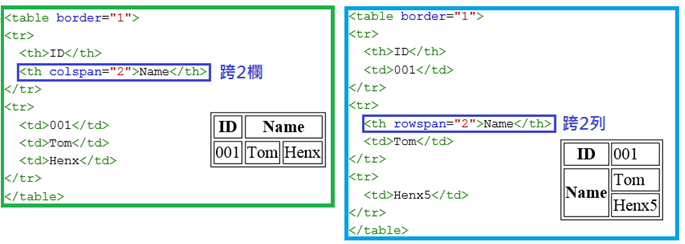 <table border="1">
<tr>
<th>ID</th>
<th colspan="2">Name</th> 跨2欄
</tr>
<tr>
<td>001</td>
<td>Tom</td>
<td>Henx</td>
</tr>
</table>
ID Name
001 Tom Henx
<table border="1">
<tr>
<th>ID</th>
<td>001</td>
</tr>
<tr>
<th rowspan="2">Name</th> 跨2列
<td>Tom</td>
</tr>
<tr>
<td>Henx5</td>
</tr>
</table>
ID 001
Name Tom
Henx5